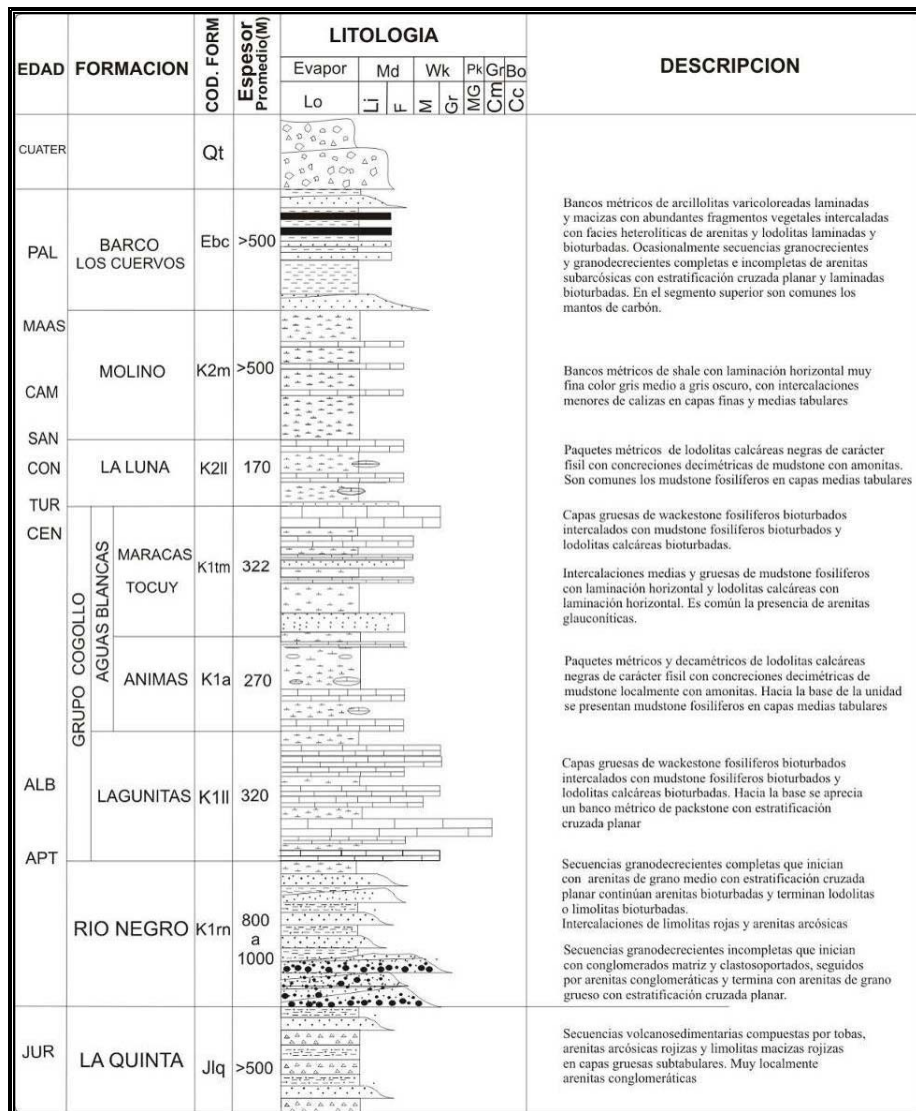 EDAD
FORMACION
COD. FORM
Espesor
Promedio(M)
LITOLOGIA
Evapor
Md
Wk
Pk
Gr
Bo
Lo
Li
F
M
Gr
MG
Cm
Cc
DESCRIPCION
CUATER
Qt
PAL
BARCO
LOS CUERVOS
Ebc
>500
Bancos métricos de arcillolitas varicoloreadas laminadas
y macizas con abundantes fragmentos vegetales intercaladas
con facies heterolíticas de arenitas y lodolitas laminadas y
bioturbadas. Ocasionalmente secuencias granocrecientes
y granodecrecientes completas e incompletas de arenitas
subarcósicas con estratificación cruzada planar y laminadas
bioturbadas. En el segmento superior son comunes los
mantos de carbón.
MAAS
CAM
SAN
MOLINO
K2m
>500
Bancos métricos de shale con laminación horizontal muy
fina color gris medio a gris oscuro, con intercalaciones
menores de calizas en capas finas y medias tabulares
CON
TUR
LA LUNA
K2ll
170
Paquetes métricos de lodolitas calcáreas negras de carácter
fisil con concreciones decimétricas de mudstone con amonitas.
Son comunes los mudstone fosilíferos en capas medias tabulares
CEN
GRUPO COGOLLO
AGUAS BLANCAS
MARACAS
TOCUY
K1tm
322
Capas gruesas de wackestone fosilíferos bioturbados
intercalados con mudstone fosilíferos bioturbados y
lodolitas calcáreas bioturbadas.
Intercalaciones medias y gruesas de mudstone fosilíferos
con laminación horizontal y lodolitas calcáreas con
laminación horizontal. Es común la presencia de arenitas
glauconíticas.
ANIMAS
K1a
270
Paquetes métricos y decamétricos de lodolitas calcáreas
negras de carácter fisil con concreciones decimétricas de
mudstone localmente con amonitas. Hacia la base de la unidad
se presentan mudstone fosilíferos en capas medias tabulares
ALB
LAGUNITAS
K1ll
320
Capas gruesas de wackestone fosilíferos bioturbados
intercalados con mudstone fosilíferos bioturbados y
lodolitas calcáreas bioturbadas. Hacia la base se aprecia
un banco métrico de packstone con estratificación
cruzada planar
APT
RIO NEGRO
K1rn
800
a
1000
Secuencias granodecrecientes completas que inician
con arenitas de grano medio con estratificación cruzada
planar continúan arenitas bioturbadas y terminan lodolitas
o limolitas bioturbadas.
Intercalaciones de limolitas rojas y arenitas arcósicas
Secuencias granodecrecientes incompletas que inician
con conglomerados matriz y clastosoportados, seguidos
por arenitas conglomeráticas y termina con arenitas de grano
grueso con estratificación cruzada planar.
JUR
LA QUINTA
Jlq
>500
Secuencias volcanosedimentarias compuestas por tobas,
arenitas arcósicas rojizas y limolitas macizas rojizas
en capas gruesas subtabulares. Muy localmente
arenitas conglomeráticas